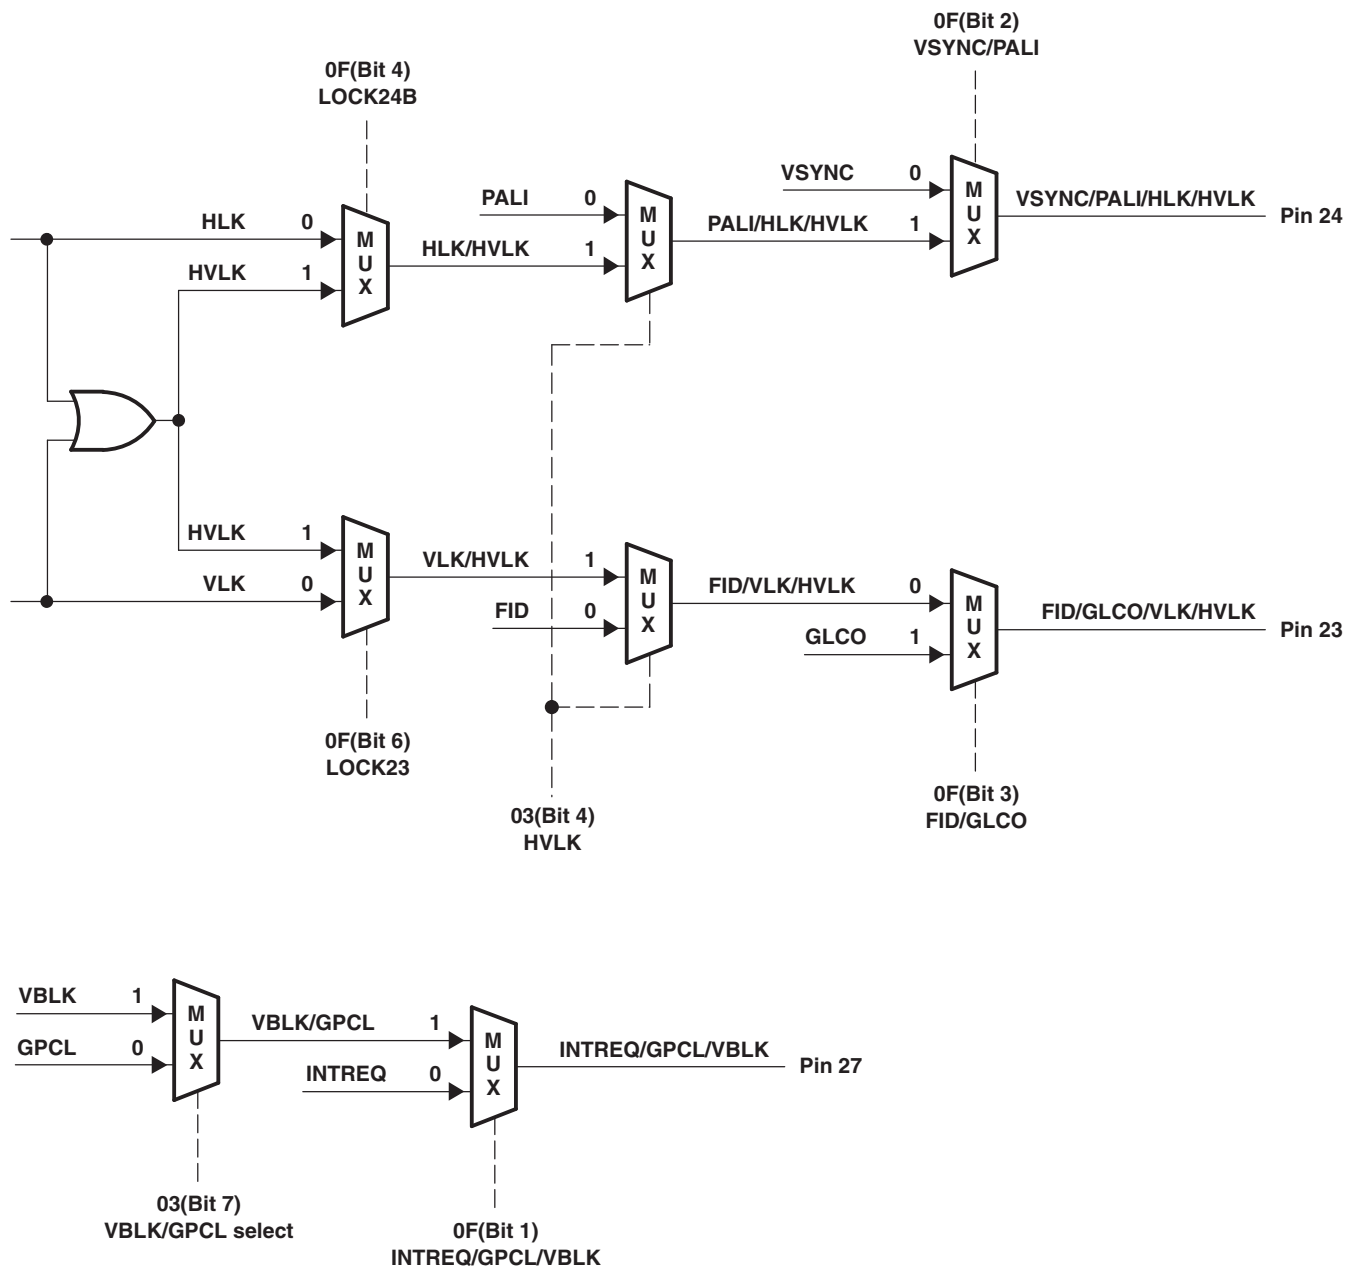 0F(Bit 2)
VSYNC/PALI
0F(Bit 4)
LOCK24B
VSYNC 0
PALI 0
M
U
X
VSYNC/PALI/HLK/HVLK
Pin 24
HLK 0
M
U
X
PALI/HLK/HVLK 1
HLK/HVLK 1
M
U
X
HVLK 1
HVLK 1
M
U
X
VLK/HVLK 1
M
U
X
VLK 0
FID 0
FID/VLK/HVLK 0
M
U
X
FID/GLCO/VLK/HVLK
Pin 23
GLCO 1
0F(Bit 6)
LOCK23
03(Bit 4)
HVLK
0F(Bit 3)
FID/GLCO
VBLK 1
M
U
X
GPCL 0
VBLK/GPCL 1
M
U
X
INTREQ/GPCL/VBLK
Pin 27
INTREQ 0
03(Bit 7)
VBLK/GPCL select
0F(Bit 1)
INTREQ/GPCL/VBLK